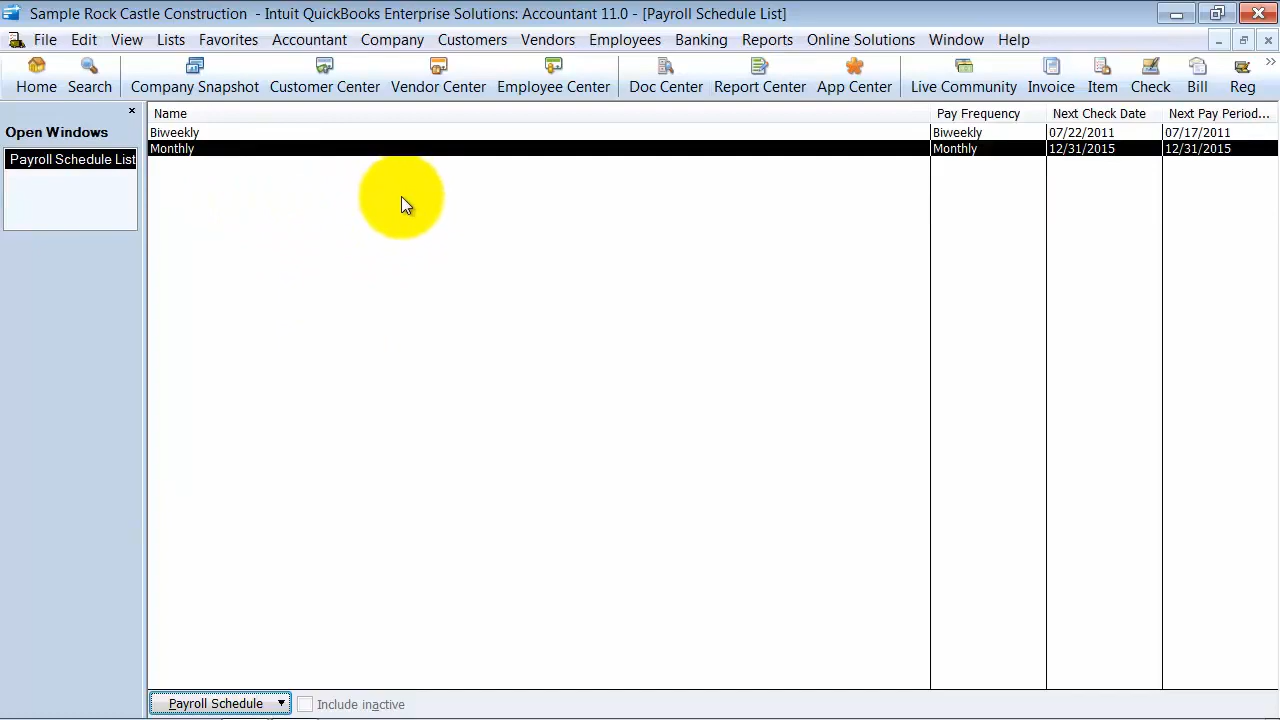 Sample Rock Castle Construction - Intuit QuickBooks Enterprise Solutions: Accountant 11.0 - [Payroll Schedule List]
File Edit View Lists Favorites Accountant Company Customers Vendors Employees Banking Reports Online Solutions Window Help
Home Search Company Snapshot Customer Center Vendor Center Employee Center Doc Center Report Center App Center Live Community Invoice Item Check Bill Reg
Open Windows
Payroll Schedule List
Name Pay Frequency Next Check Date Next Pay Period...
Biweekly Biweekly 07/22/2011 07/17/2011
Monthly Monthly 12/31/2015 12/31/2015
Payroll Schedule Include inactive